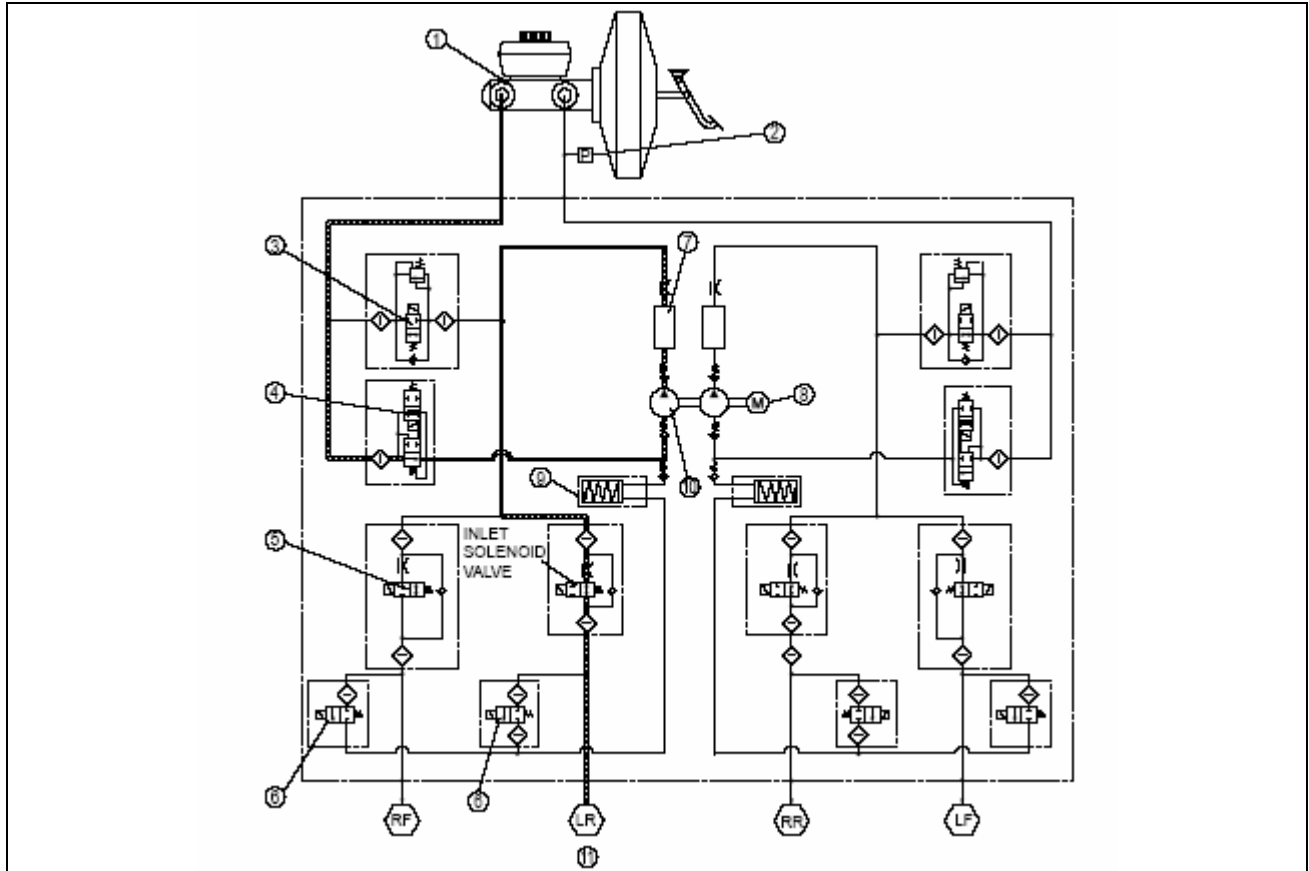 ①
②
P
③
⑦
④
M
⑧
⑨
⑩
⑤
INLET
SOLENOID
VALVE
⑥
⑥
RF
LR
RR
LF
⑪